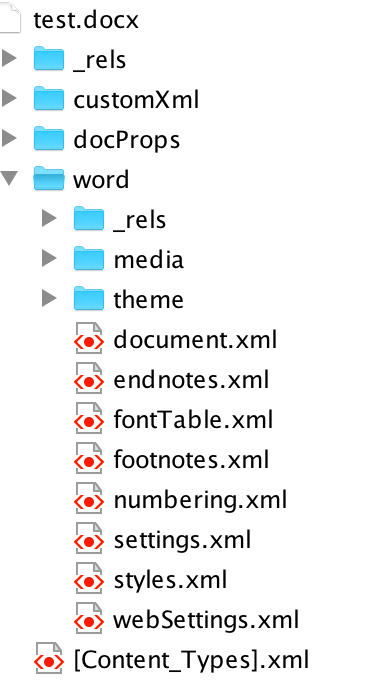 test.docx
_rels
customXml
docProps
word
_rels
media
theme
document.xml
endnotes.xml
fontTable.xml
footnotes.xml
numbering.xml
settings.xml
styles.xml
webSettings.xml
[Content_Types].xml